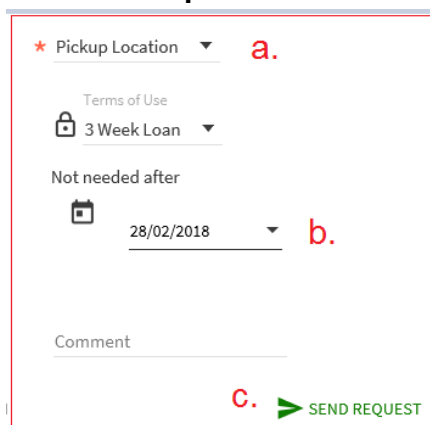 * Pickup Location a.
Terms of Use
3 Week Loan
Not needed after
28/02/2018 b.
Comment
c. SEND REQUEST